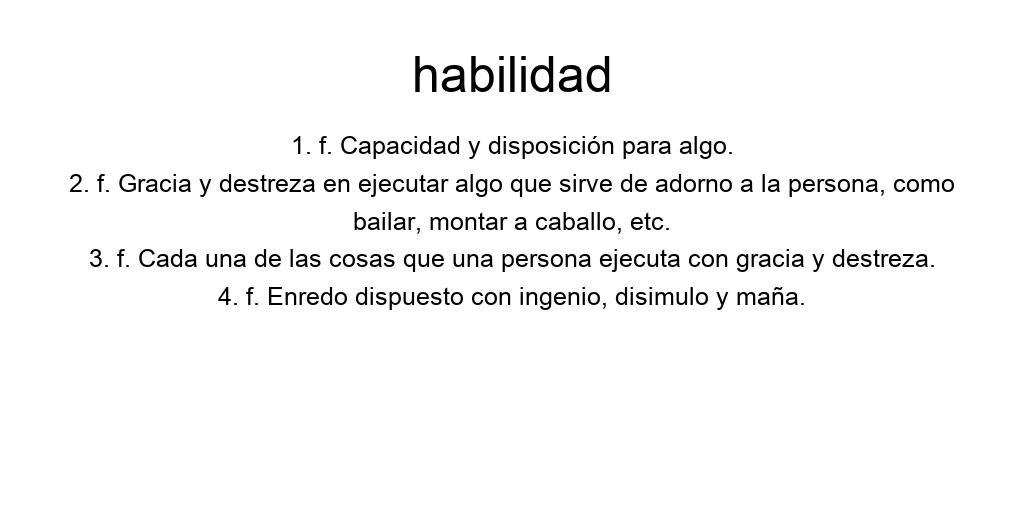 habilidad
1. f. Capacidad y disposición para algo.
2. f. Gracia y destreza en ejecutar algo que sirve de adorno a la persona, como
bailar, montar a caballo, etc.
3. f. Cada una de las cosas que una persona ejecuta con gracia y destreza.
4. f. Enredo dispuesto con ingenio, disimulo y maña.